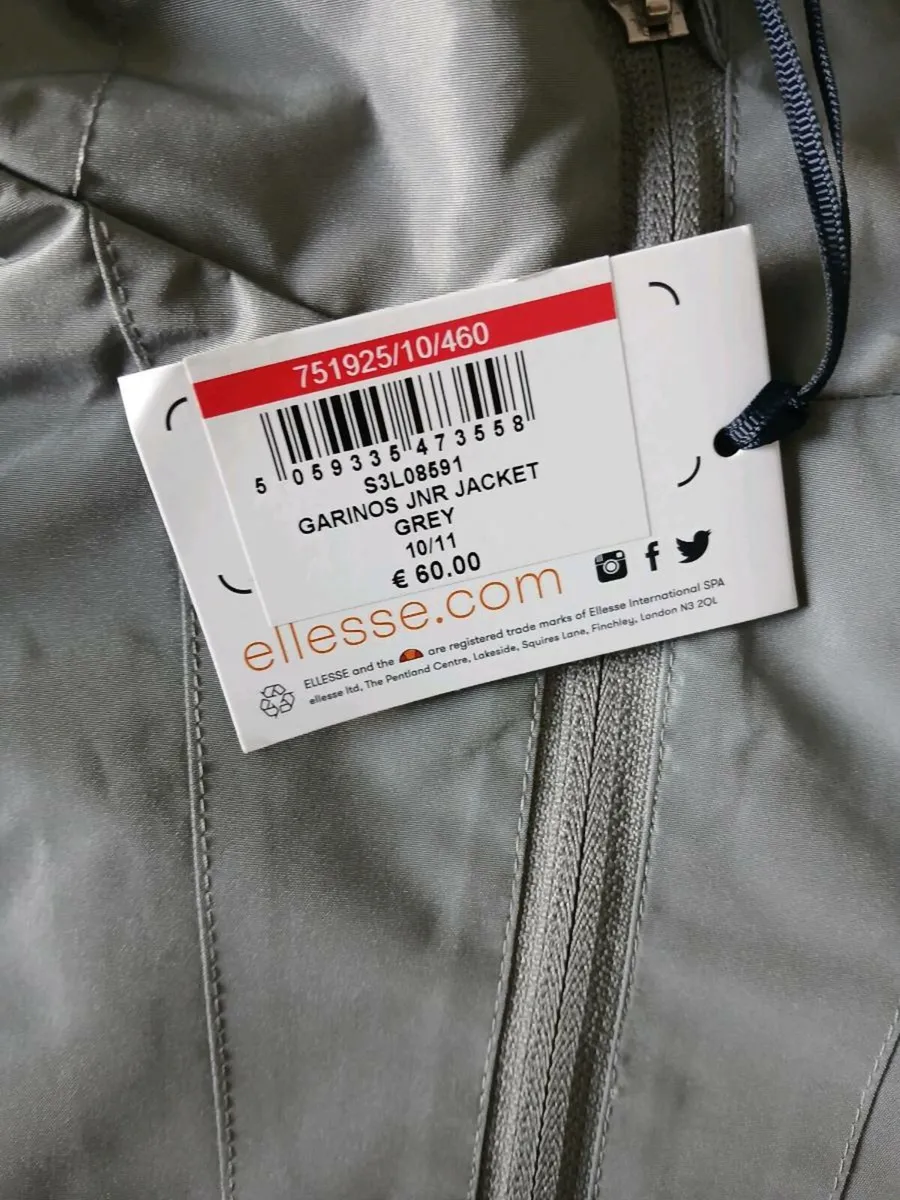 751925/10/460
5 059335 473558
S3L08591
GARINOS JNR JACKET
GREY
10/11
€ 60.00
ellesse.com
ELLESSE and the are registered trade marks of Ellesse International SPA
ellesse ltd, The Pentland Centre, Lakeside, Squires Lane, Finchley, London N3 2QL